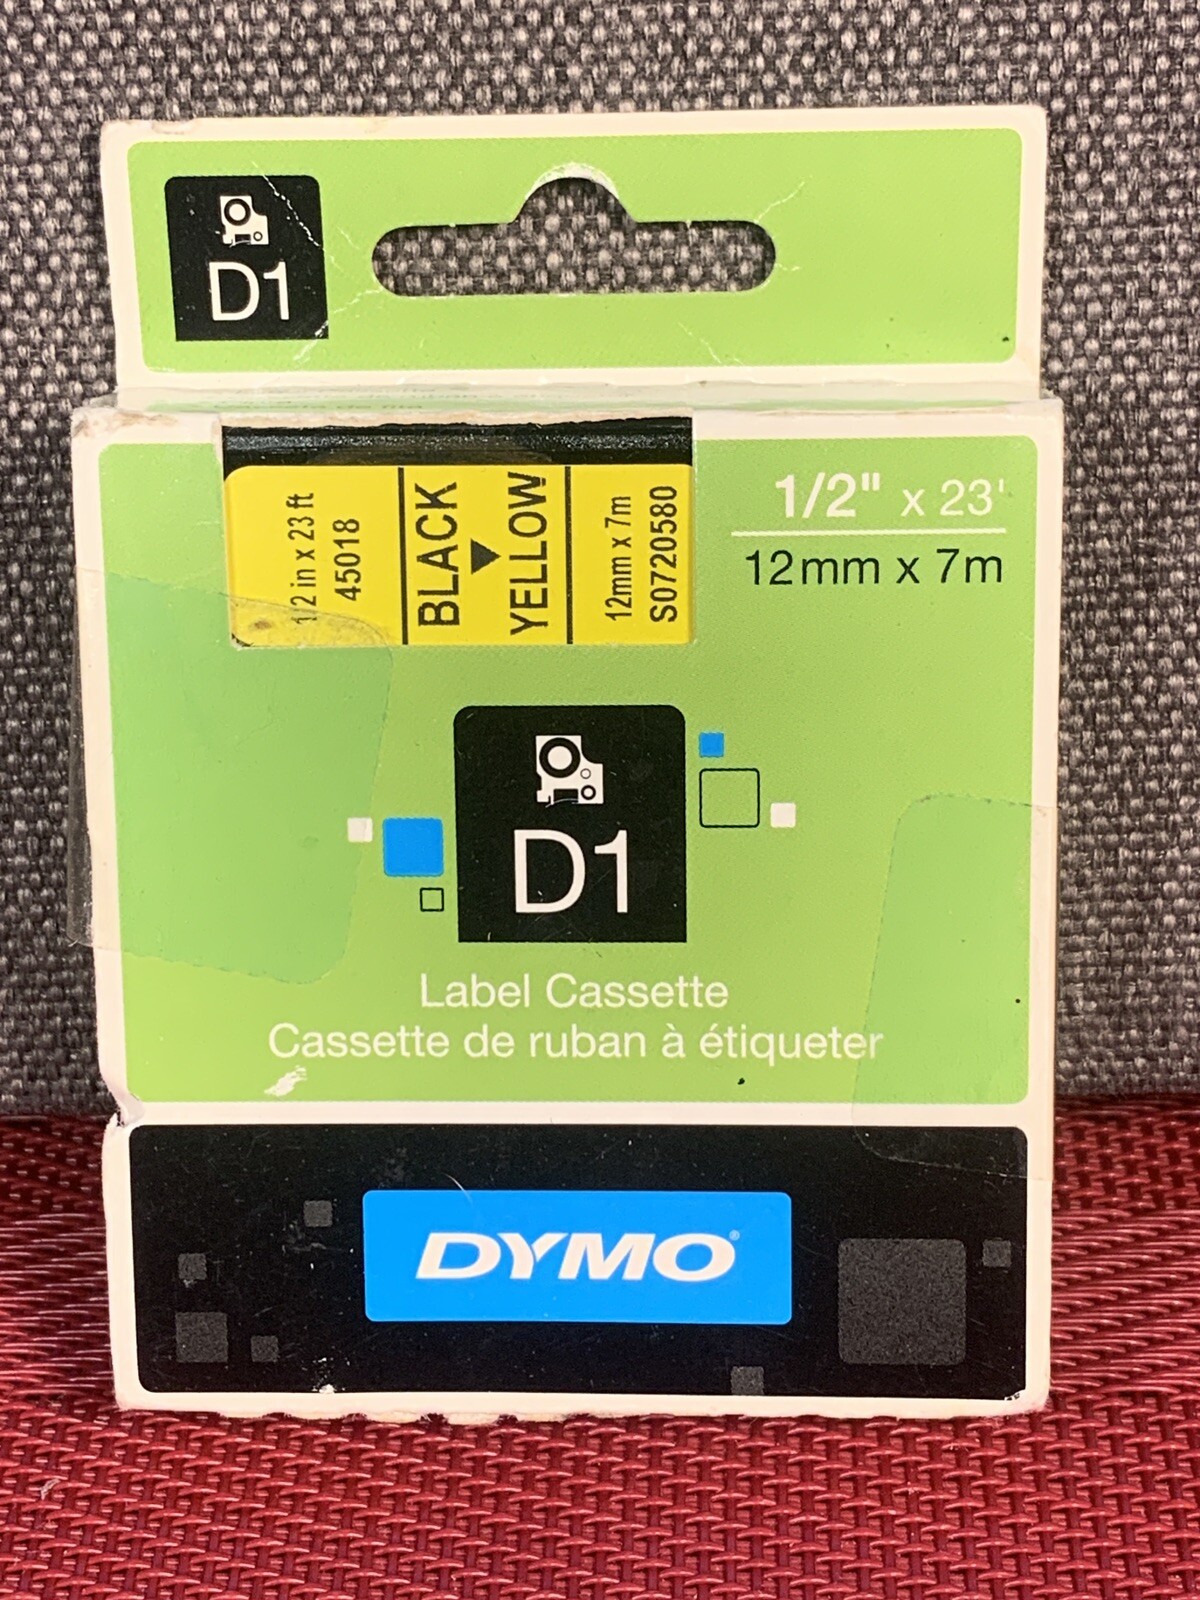 D1
1/2 in x 23 ft
45018
BLACK
YELLOW
12mm x 7m
S0720580
1/2" x 23'
12mm x 7m
D1
Label Cassette
Cassette de ruban à étiqueter
DYMO®